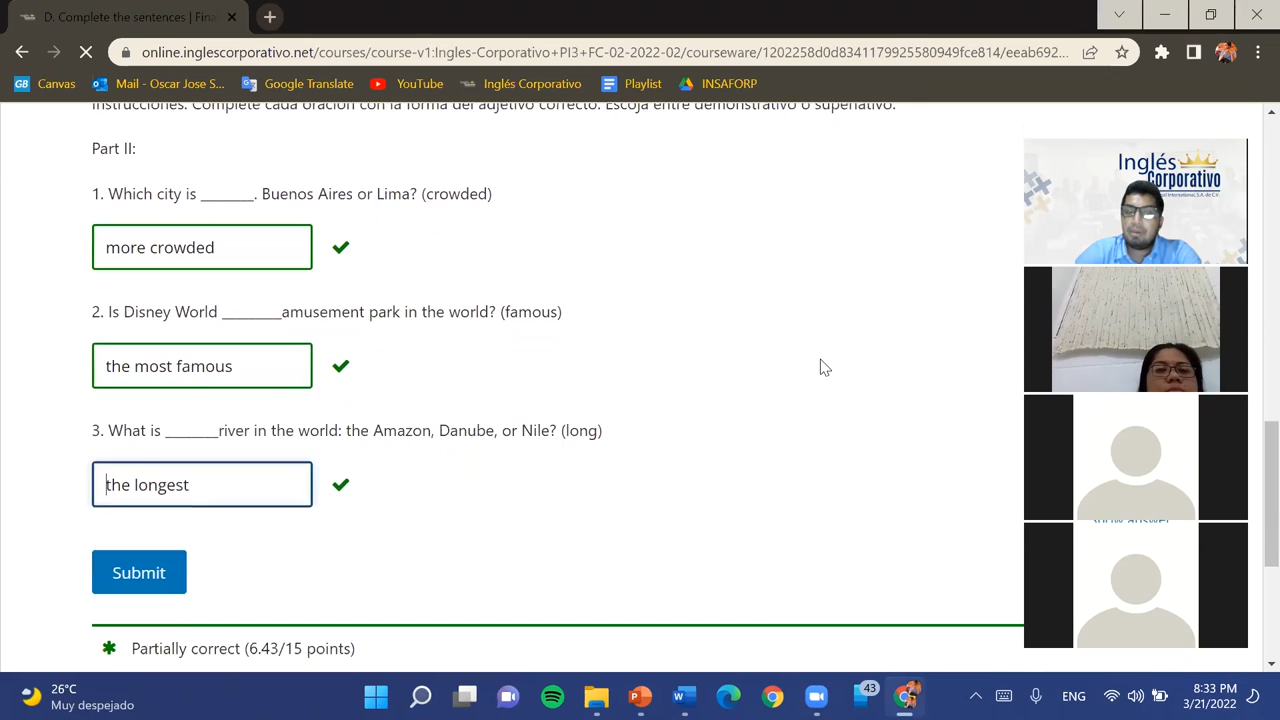 D. Complete the sentences | Fina
online.inglescorporativo.net/courses/course-v1:Ingles-Corporativo+PI3+FC-02-2022-02/courseware/1202258d0d8341179925580949fce814/eeab692...
Canvas Mail - Oscar Jose S... Google Translate YouTube Inglés Corporativo Playlist INSAFORP
Instrucciones: Complete cada oración con la forma del adjetivo correcto. Escoja entre demonstrativo o superlativo.
Part II:
1. Which city is _______. Buenos Aires or Lima? (crowded)
more crowded
2. Is Disney World ________amusement park in the world? (famous)
the most famous
3. What is _______river in the world: the Amazon, Danube, or Nile? (long)
the longest
Submit
Partially correct (6.43/15 points)
Inglés
Corporativo
26°C
Muy despejado
43
ENG
8:33 PM
3/21/2022